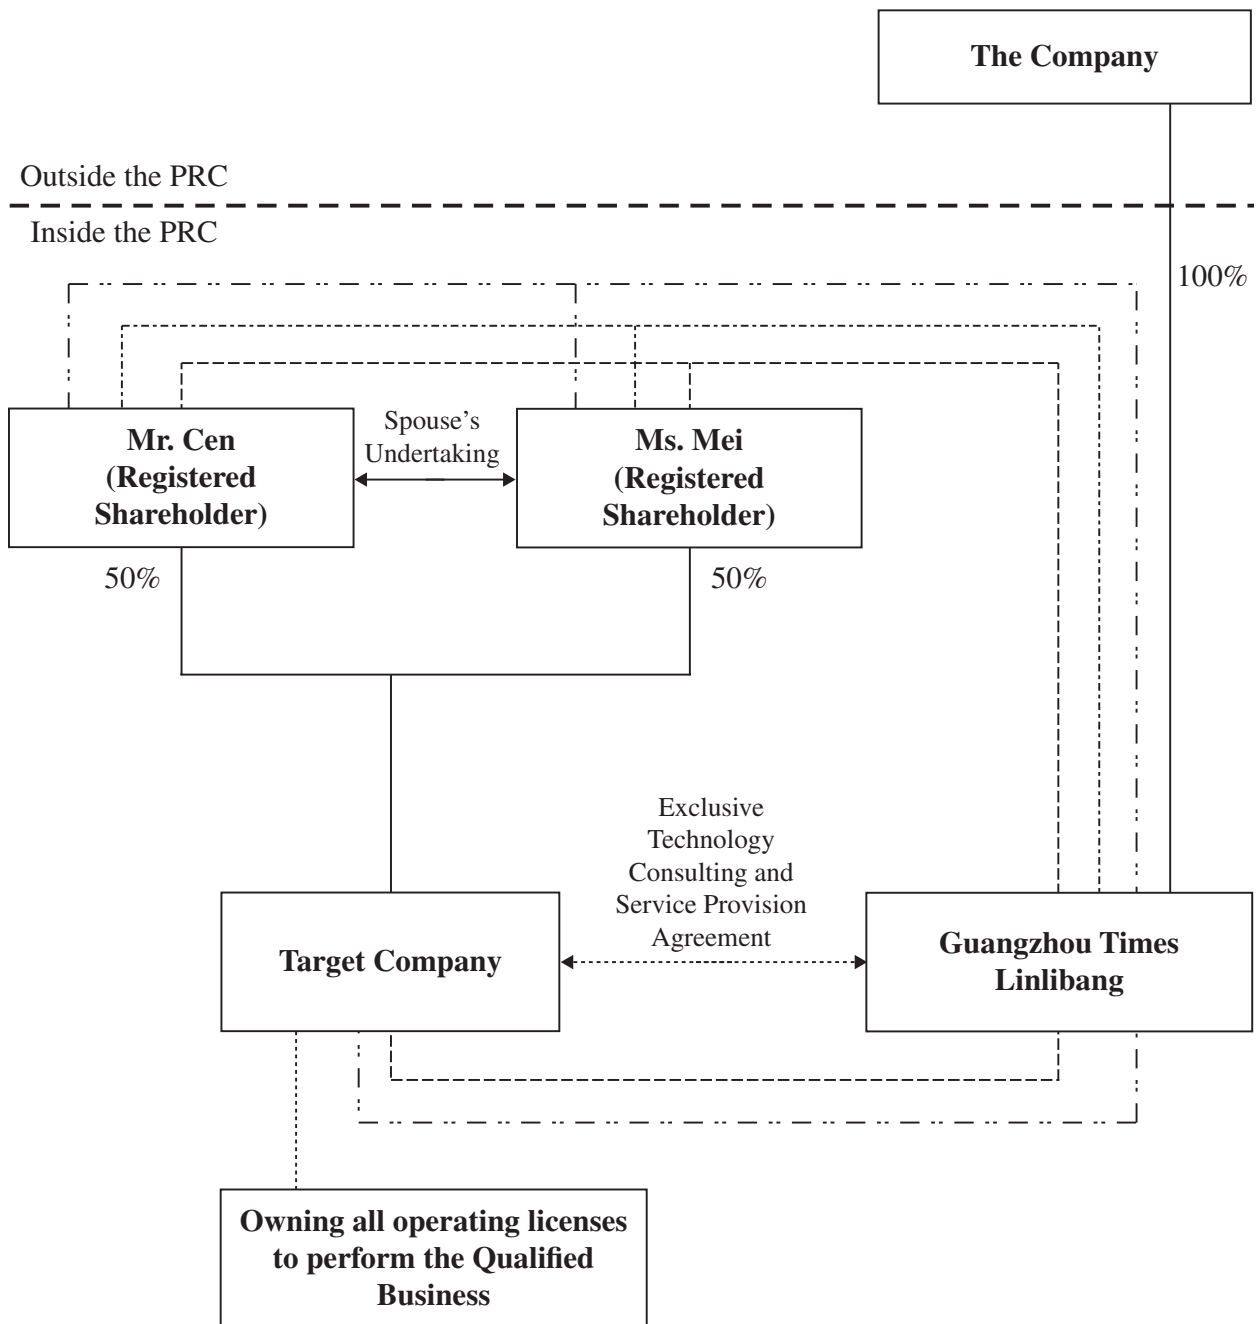 The Company
Outside the PRC
Inside the PRC
100%
Mr. Cen
(Registered
Shareholder)
Spouse’s
Undertaking
Ms. Mei
(Registered
Shareholder)
50%
50%
Exclusive
Technology
Consulting and
Service Provision
Agreement
Target Company
Guangzhou Times
Linlibang
Owning all operating licenses
to perform the Qualified
Business